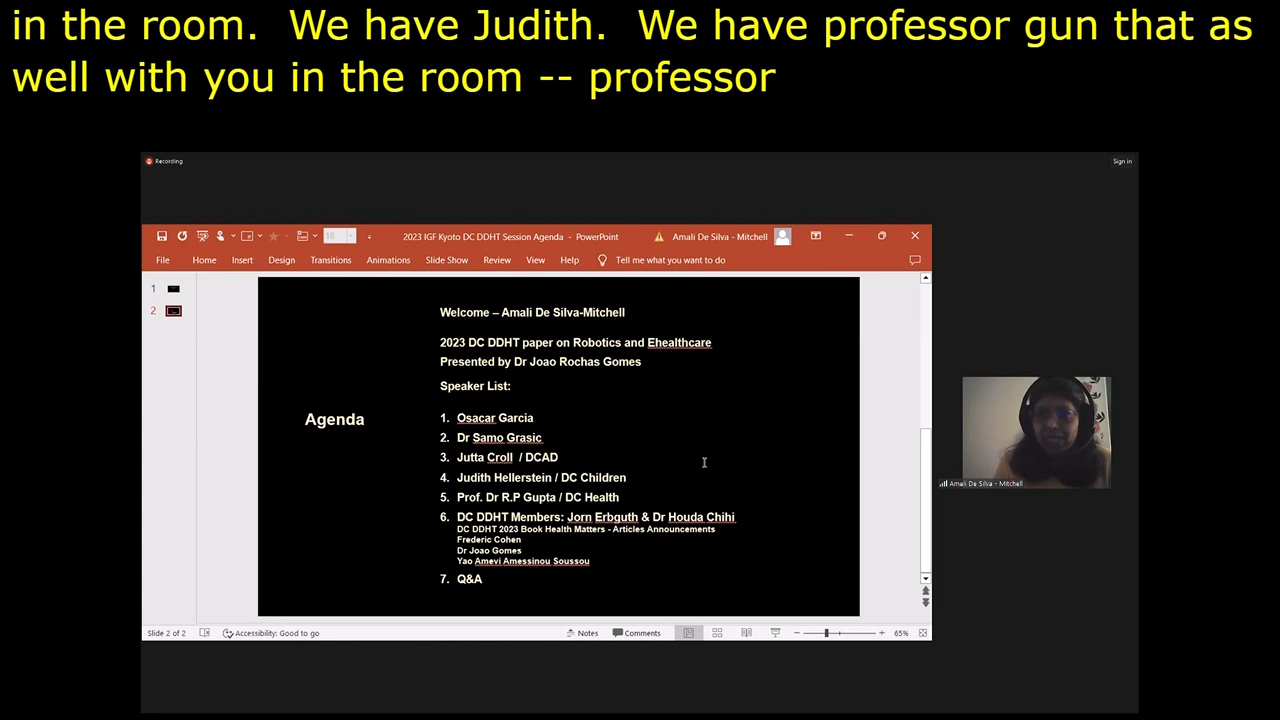 in the room.  We have Judith.  We have professor gun that as
well with you in the room -- professor
Recording
Sign in
18
2023 IGF Kyoto DC DDHT Session Agenda - PowerPoint
Amali De Silva - Mitchell
File Home Insert Design Transitions Animations Slide Show Review View Help Tell me what you want to do
1
2
Welcome – Amali De Silva-Mitchell
2023 DC DDHT paper on Robotics and Ehealthcare
Presented by Dr Joao Rochas Gomes
Speaker List:
Agenda
1. Osacar Garcia
2. Dr Samo Grasic
3. Jutta Croll / DCAD
4. Judith Hellerstein / DC Children
5. Prof. Dr R.P Gupta / DC Health
6. DC DDHT Members: Jorn Erbguth & Dr Houda Chihi
DC DDHT 2023 Book Health Matters - Articles Announcements
Frederic Cohen
Dr Joao Gomes
Yao Amevi Amessinou Soussou
7. Q&A
Amali De Silva - Mitchell
Slide 2 of 2
Accessibility: Good to go
Notes
Comments
65%